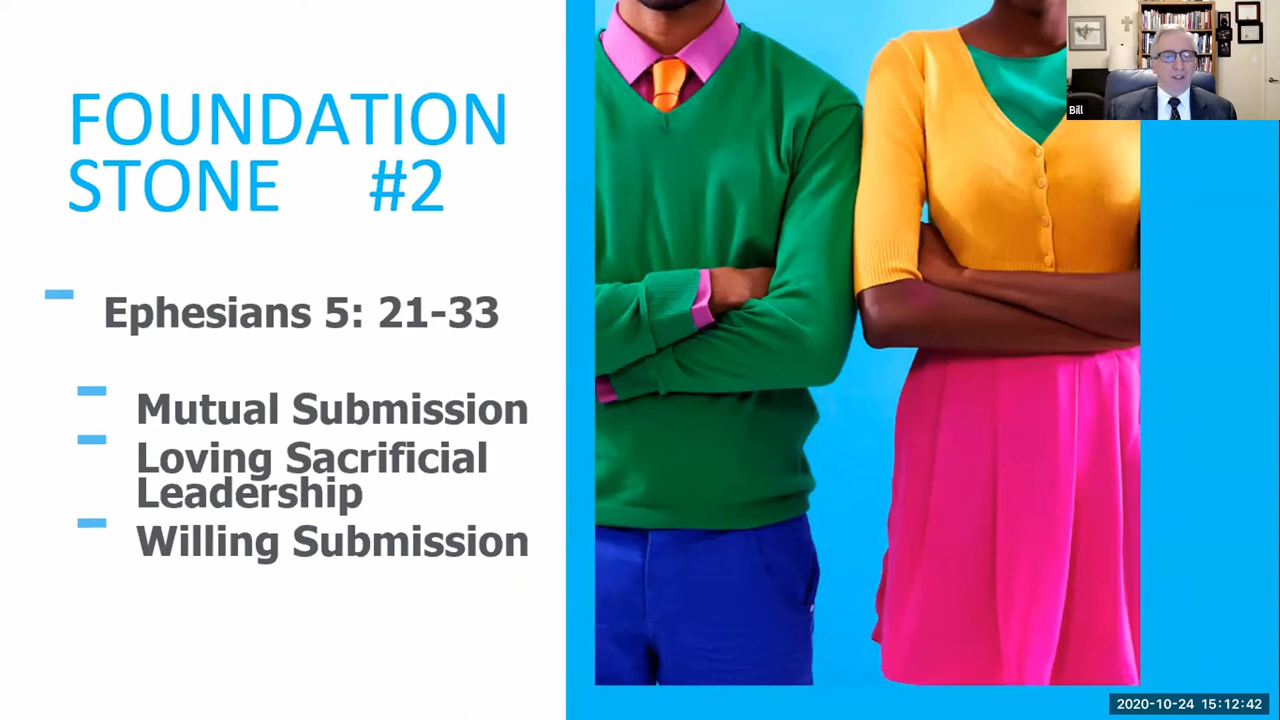 FOUNDATION
STONE #2
Ephesians 5: 21-33
Mutual Submission
Loving Sacrificial
Leadership
Willing Submission
Bill
2020-10-24 15:12:42